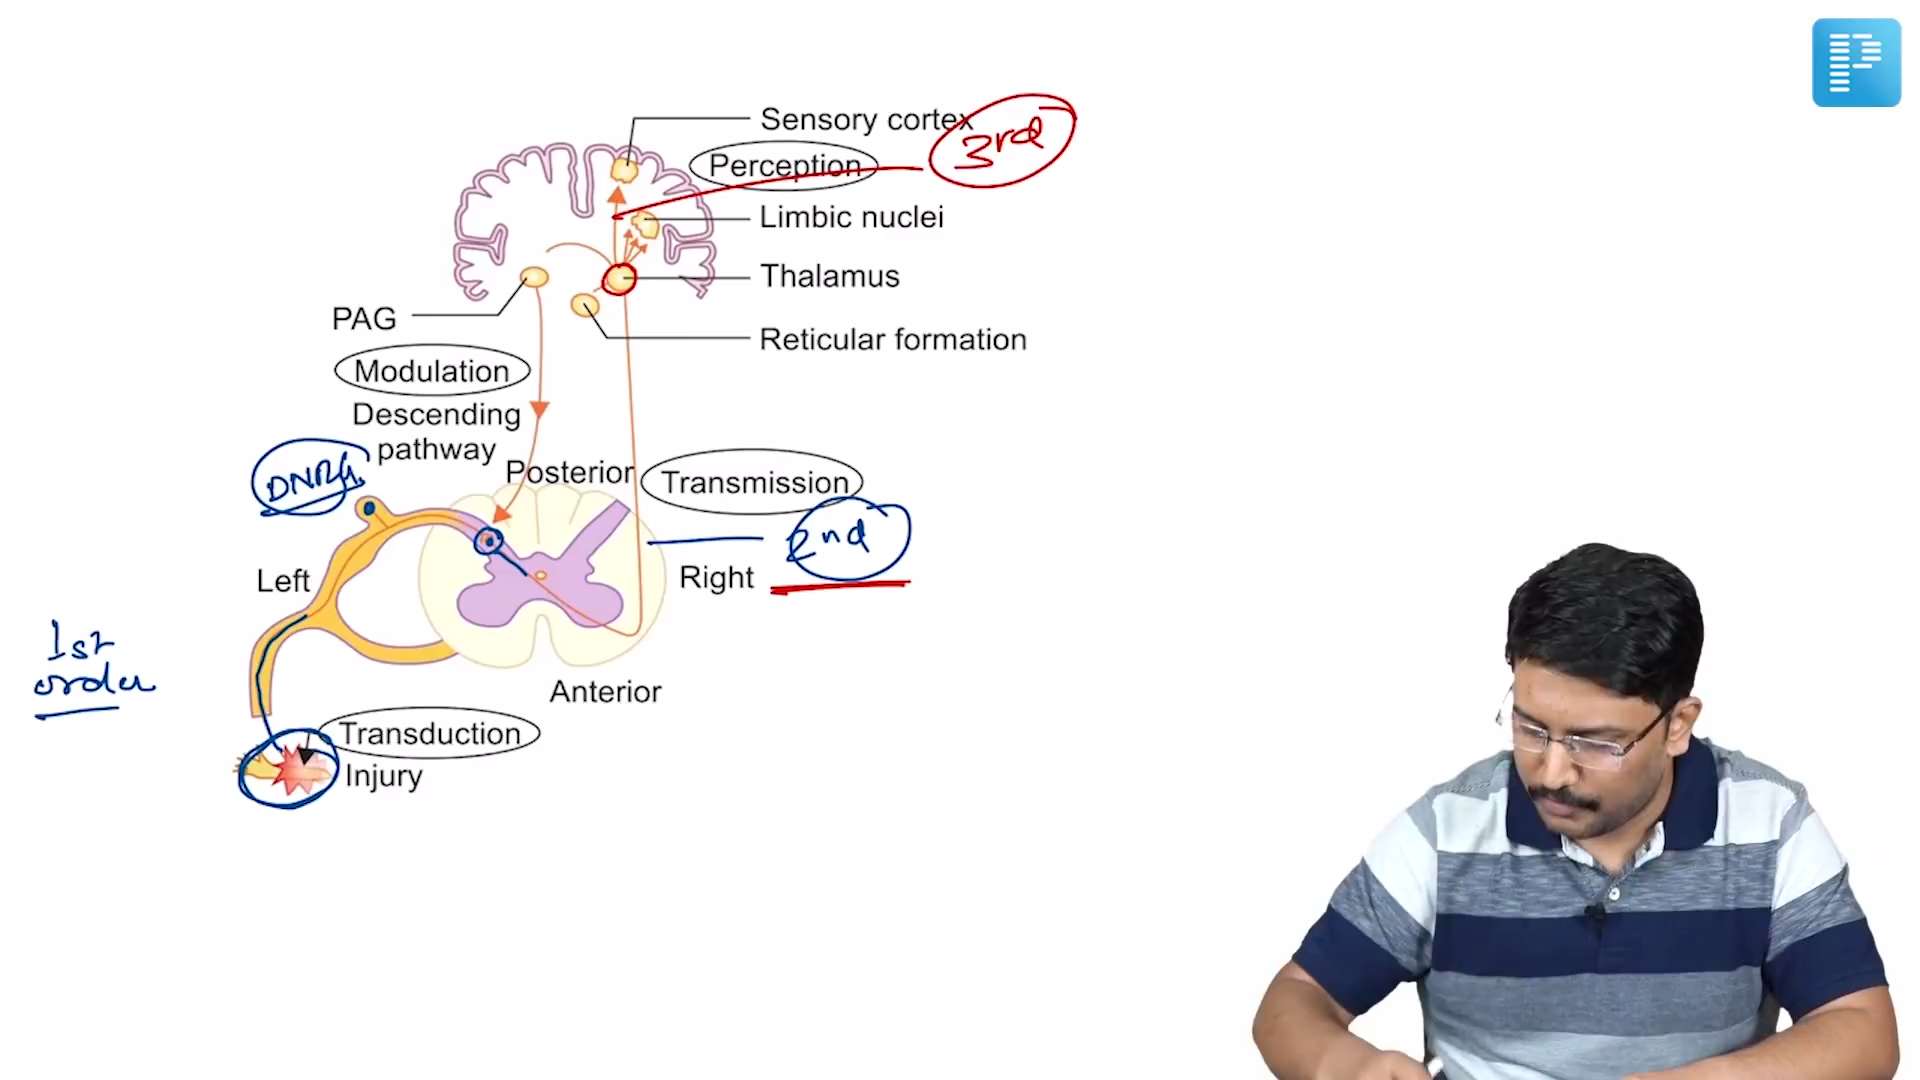 Sensory cortex
3rd
Perception
Limbic nuclei
Thalamus
PAG
Reticular formation
Modulation
Descending
pathway
Posterior
Transmission
2nd
Left
Right
1st
order
Anterior
Transduction
Injury
P